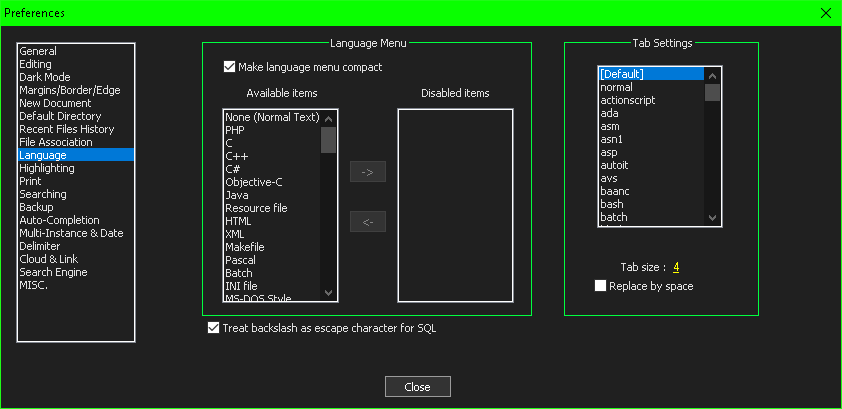 Preferences
General
Editing
Dark Mode
Margins/Border/Edge
New Document
Default Directory
Recent Files History
File Association
Language
Highlighting
Print
Searching
Backup
Auto-Completion
Multi-Instance & Date
Delimiter
Cloud & Link
Search Engine
MISC.
Language Menu
Make language menu compact
Available items
None (Normal Text)
PHP
C
C++
C#
Objective-C
Java
Resource file
HTML
XML
Makefile
Pascal
Batch
INI file
MS-DOS Style
->
<-
Disabled items
Treat backslash as escape character for SQL
Tab Settings
[Default]
normal
actionscript
ada
asm
asn1
asp
autoit
avs
baanc
bash
batch
Tab size : 4
Replace by space
Close